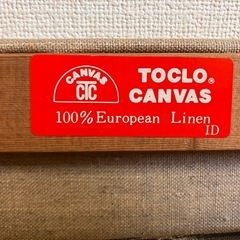 CANVAS
CTC
TOCLO®
CANVAS
100% European Linen
ID